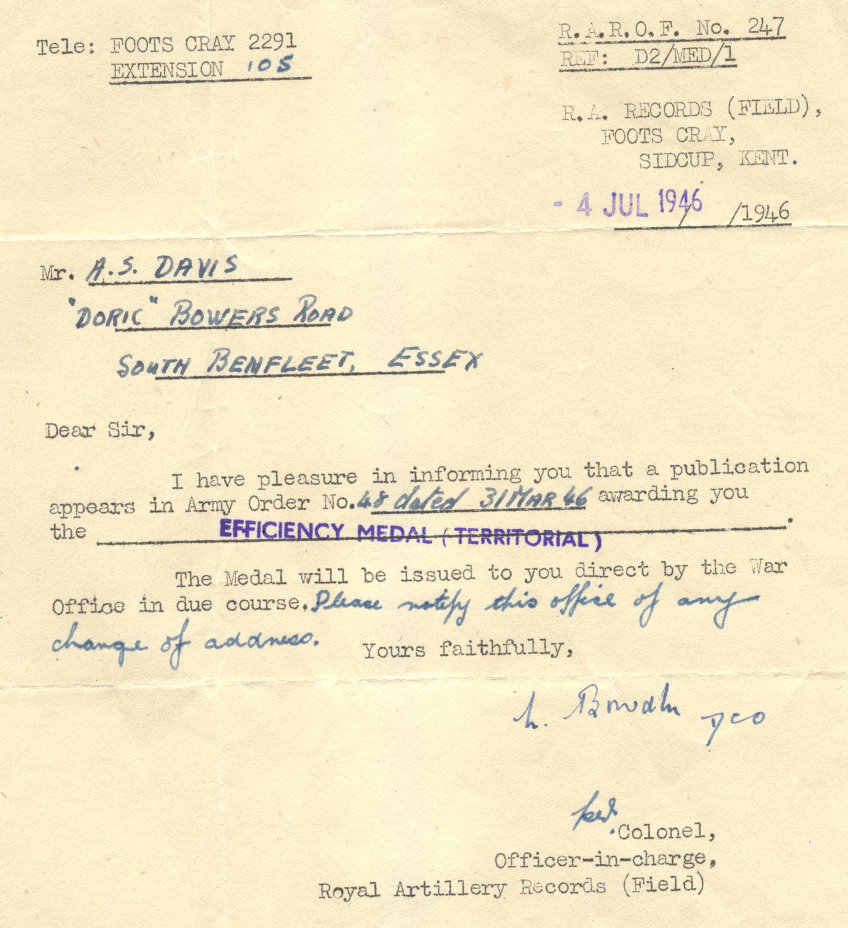 Tele: FOOTS CRAY 2291
EXTENSION 105
R.A.R.O.F. No. 247
REF: D2/MED/1
R.A. RECORDS (FIELD),
FOOTS CRAY,
SIDCUP, KENT.
- 4 JUL 1946 / /1946
Mr. A.S. DAVIS
"DORIC" BOWERS ROAD
SOUTH BENFLEET, ESSEX
Dear Sir,
I have pleasure in informing you that a publication
appears in Army Order No. 48 dated 31 MAR 46 awarding you
the EFFICIENCY MEDAL (TERRITORIAL).
The Medal will be issued to you direct by the War
Office in due course. Please notify this office of any
change of address.
Yours faithfully,
Colonel,
Officer-in-charge,
Royal Artillery Records (Field)